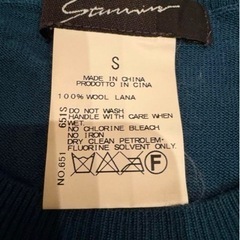 S
MADE IN CHINA
PRODOTTO IN CINA
100% WOOL LANA
DO NOT WASH
HANDLE WITH CARE WHEN
WET.
NO CHLORINE BLEACH
NO IRON
DRY CLEAN PETROLEM+
FLUORINE SOLVENT ONLY.
F
NO.651 651S